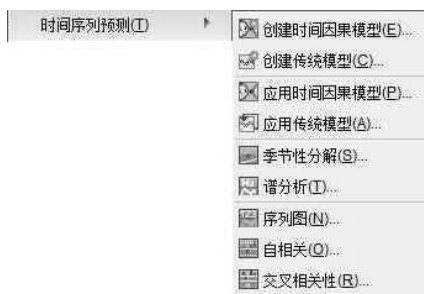 时间序列预测(T)
创建时间因果模型(E)...
创建传统模型(C)...
应用时间因果模型(P)...
应用传统模型(A)...
季节性分解(S)...
谱分析(T)...
序列图(N)...
自相关(O)...
交叉相关性(R)...